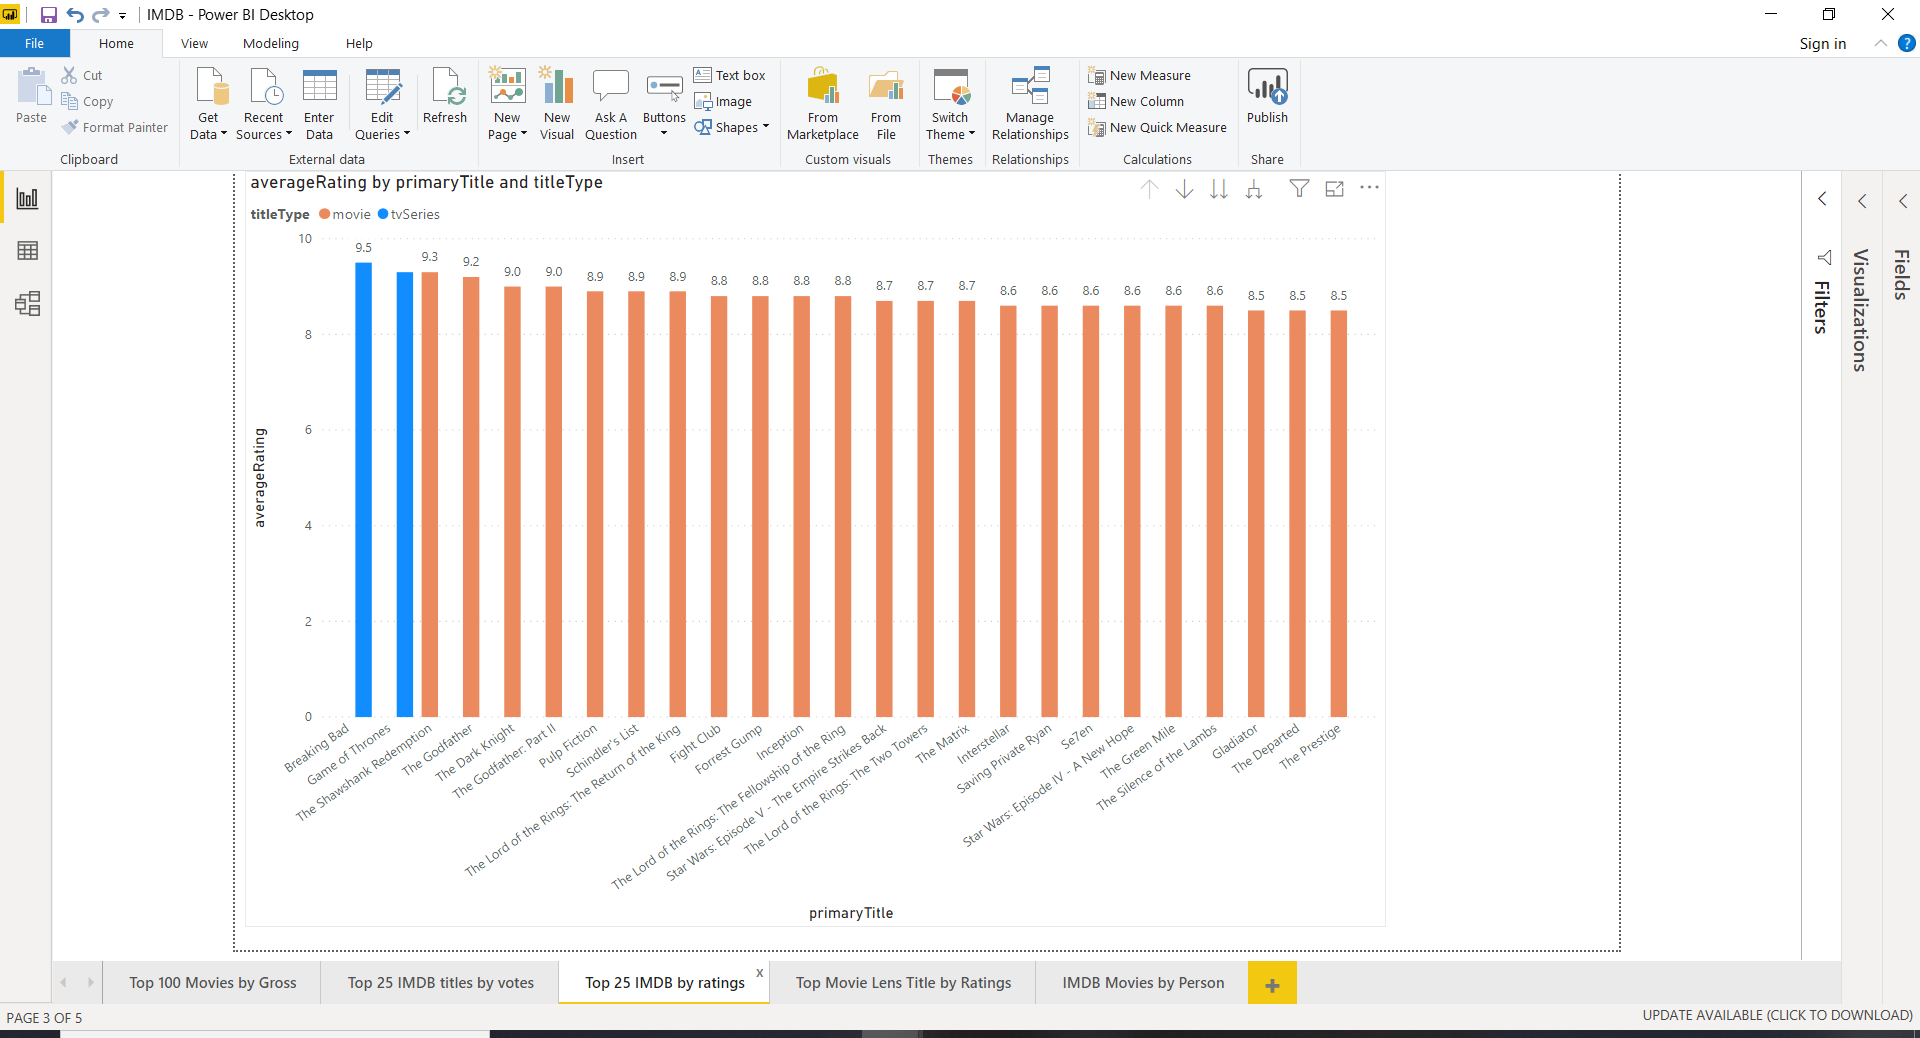 IMDB - Power BI Desktop
File Home View Modeling Help Sign in
Paste
Cut
Copy
Format Painter
Clipboard
Get Data
Recent Sources
Enter Data
Edit Queries
Refresh
External data
New Page
New Visual
Ask A Question
Buttons
Text box
Image
Shapes
Insert
From Marketplace
From File
Custom visuals
Switch Theme
Themes
Manage Relationships
Relationships
New Measure
New Column
New Quick Measure
Calculations
Publish
Share
averageRating by primaryTitle and titleType
titleType movie tvSeries
10
8
6
4
2
0
averageRating
9.5 9.3 9.2 9.0 9.0 8.9 8.9 8.9 8.8 8.8 8.8 8.8 8.7 8.7 8.7 8.6 8.6 8.6 8.6 8.6 8.6 8.5 8.5 8.5
Breaking Bad
Game of Thrones
The Shawshank Redemption
The Godfather
The Dark Knight
The Godfather: Part II
Pulp Fiction
Schindler's List
The Lord of the Rings: The Return of the King
Fight Club
Forrest Gump
Inception
The Lord of the Rings: The Fellowship of the Ring
Star Wars: Episode V - The Empire Strikes Back
The Lord of the Rings: The Two Towers
The Matrix
Interstellar
Saving Private Ryan
Se7en
Star Wars: Episode IV - A New Hope
The Green Mile
The Silence of the Lambs
Gladiator
The Departed
The Prestige
primaryTitle
Filters
Visualizations
Fields
Top 100 Movies by Gross
Top 25 IMDB titles by votes
Top 25 IMDB by ratings x
Top Movie Lens Title by Ratings
IMDB Movies by Person
+
PAGE 3 OF 5
UPDATE AVAILABLE (CLICK TO DOWNLOAD)